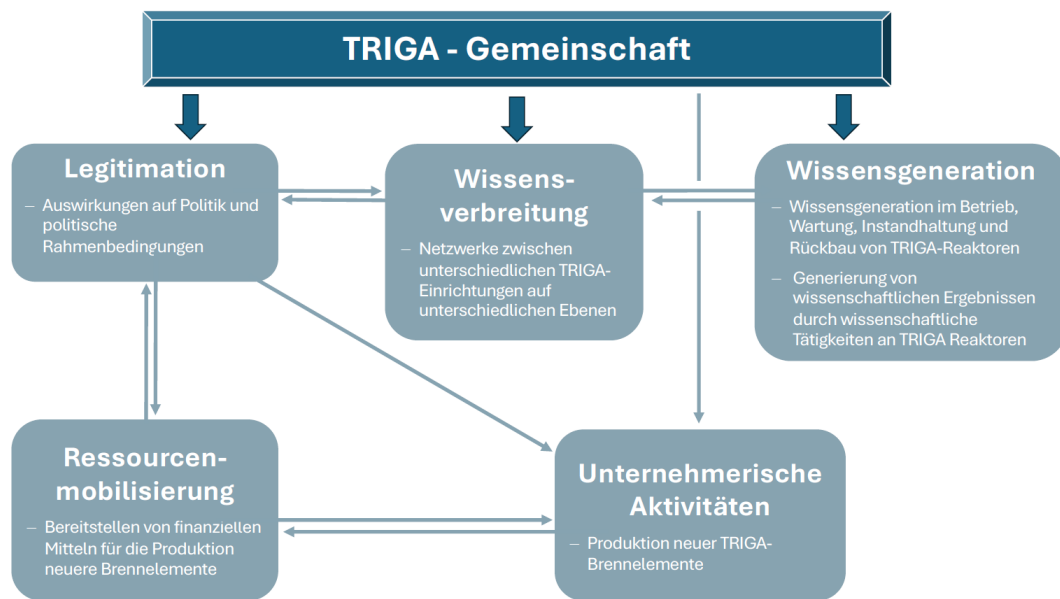 TRIGA - Gemeinschaft
Legitimation
– Auswirkungen auf Politik und
politische
Rahmenbedingungen
Wissens-
verbreitung
– Netzwerke zwischen
unterschiedlichen TRIGA-
Einrichtungen auf
unterschiedlichen Ebenen
Wissensgeneration
– Wissensgeneration im Betrieb,
Wartung, Instandhaltung und
Rückbau von TRIGA-Reaktoren
– Generierung von
wissenschaftlichen Ergebnissen
durch wissenschaftliche
Tätigkeiten an TRIGA Reaktoren
Ressourcen-
mobilisierung
– Bereitstellen von finanziellen
Mitteln für die Produktion
neuere Brennelemente
Unternehmerische
Aktivitäten
– Produktion neuer TRIGA-
Brennelemente